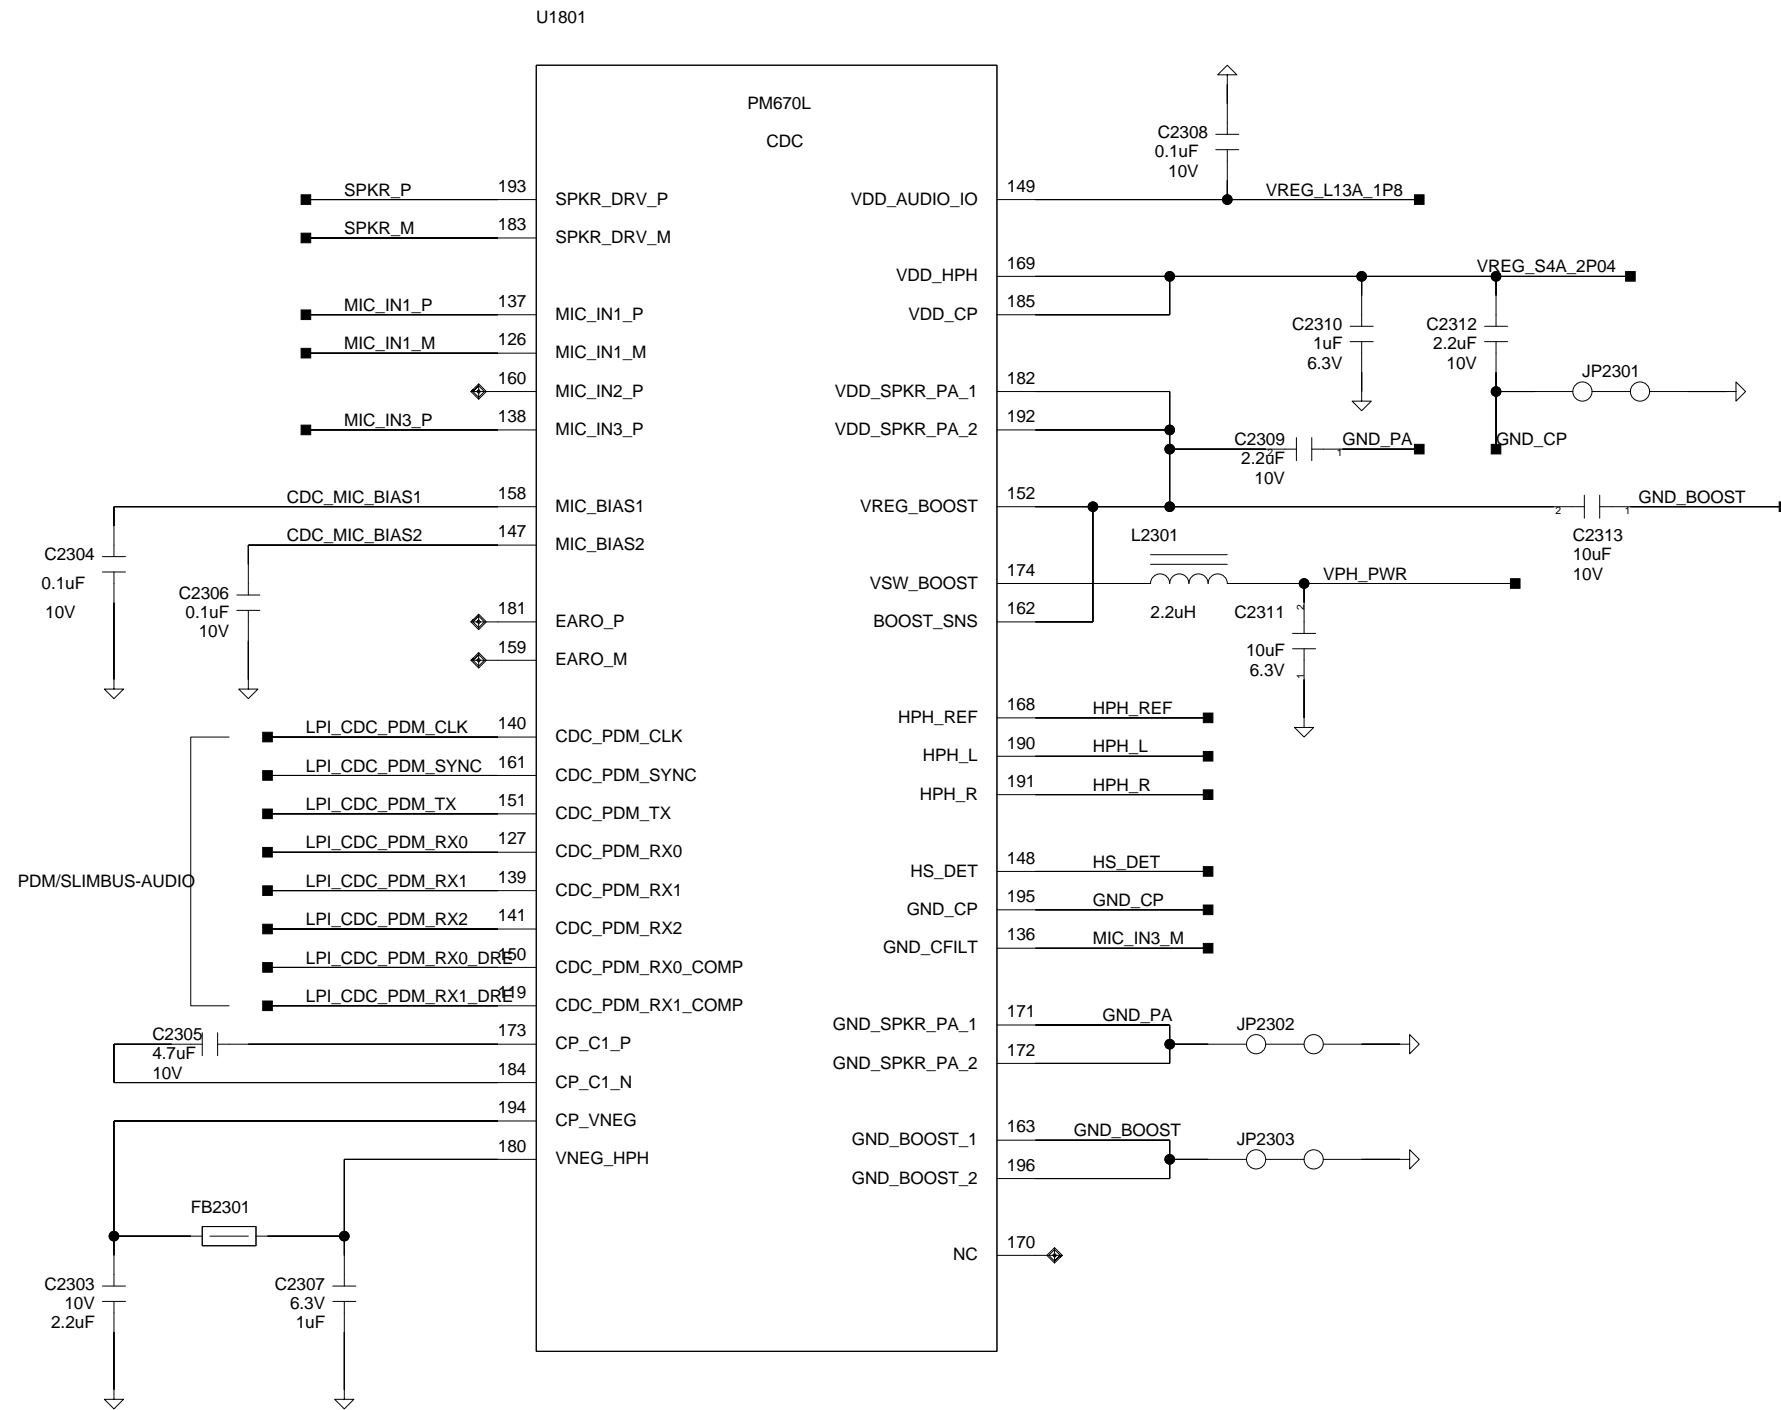 U1801
PM670L
CDC
SPKR_P 193 SPKR_DRV_P
SPKR_M 183 SPKR_DRV_M
MIC_IN1_P 137 MIC_IN1_P
MIC_IN1_M 126 MIC_IN1_M
160 MIC_IN2_P
MIC_IN3_P 138 MIC_IN3_P
CDC_MIC_BIAS1 158 MIC_BIAS1
CDC_MIC_BIAS2 147 MIC_BIAS2
C2304
0.1uF
10V
C2306
0.1uF
10V
181 EARO_P
159 EARO_M
PDM/SLIMBUS-AUDIO
LPI_CDC_PDM_CLK 140 CDC_PDM_CLK
LPI_CDC_PDM_SYNC 161 CDC_PDM_SYNC
LPI_CDC_PDM_TX 151 CDC_PDM_TX
LPI_CDC_PDM_RX0 127 CDC_PDM_RX0
LPI_CDC_PDM_RX1 139 CDC_PDM_RX1
LPI_CDC_PDM_RX2 141 CDC_PDM_RX2
LPI_CDC_PDM_RX0_DRE 150 CDC_PDM_RX0_COMP
LPI_CDC_PDM_RX1_DRE 119 CDC_PDM_RX1_COMP
C2305
4.7uF
10V
173 CP_C1_P
184 CP_C1_N
194 CP_VNEG
180 VNEG_HPH
FB2301
C2303
10V
2.2uF
C2307
6.3V
1uF
C2308
0.1uF
10V
VDD_AUDIO_IO 149 VREG_L13A_1P8
VDD_HPH 169 VREG_S4A_2P04
VDD_CP 185
C2310
1uF
6.3V
C2312
2.2uF
10V
JP2301
GND_CP
VDD_SPKR_PA_1 182
VDD_SPKR_PA_2 192
C2309
2.2uF
10V
2 1 GND_PA
VREG_BOOST 152
2 1 GND_BOOST
C2313
10uF
10V
L2301
2.2uH
VSW_BOOST 174 VPH_PWR
BOOST_SNS 162
C2311
10uF
6.3V
2
1
HPH_REF 168 HPH_REF
HPH_L 190 HPH_L
HPH_R 191 HPH_R
HS_DET 148 HS_DET
GND_CP 195 GND_CP
GND_CFILT 136 MIC_IN3_M
GND_SPKR_PA_1 171 GND_PA
JP2302
GND_SPKR_PA_2 172
GND_BOOST_1 163 GND_BOOST
JP2303
GND_BOOST_2 196
NC 170